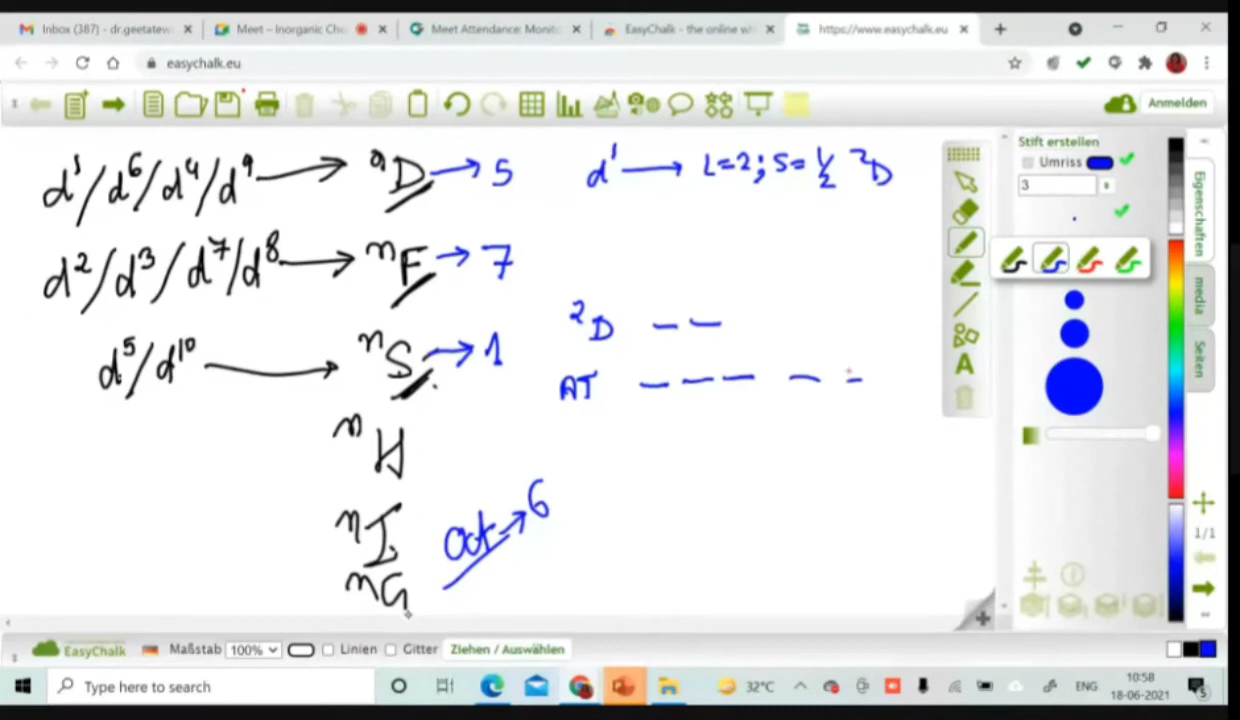 Inbox (387) - dr.geetatew
Meet – Inorganic Che
Meet Attendance: Monito
EasyChalk - the online wh
https://www.easychalk.eu
easychalk.eu
Anmelden
d¹/d⁶/d⁴/d⁹ → ⁿD → 5
d¹ → L=2; S=½ ²D
d²/d³/d⁷/d⁸ → ⁿF → 7
²D – –
d⁵/d¹⁰ → ⁿS → 1
AT – – – – –
ⁿH
ⁿI
Oct → 6
ⁿG
Stift erstellen
Umriss
3
Eigenschaften
media
Seiten
1/1
EasyChalk
Maßstab 100% Linien Gitter Ziehen / Auswählen
Type here to search
32°C
ENG
10:58
18-06-2021
5